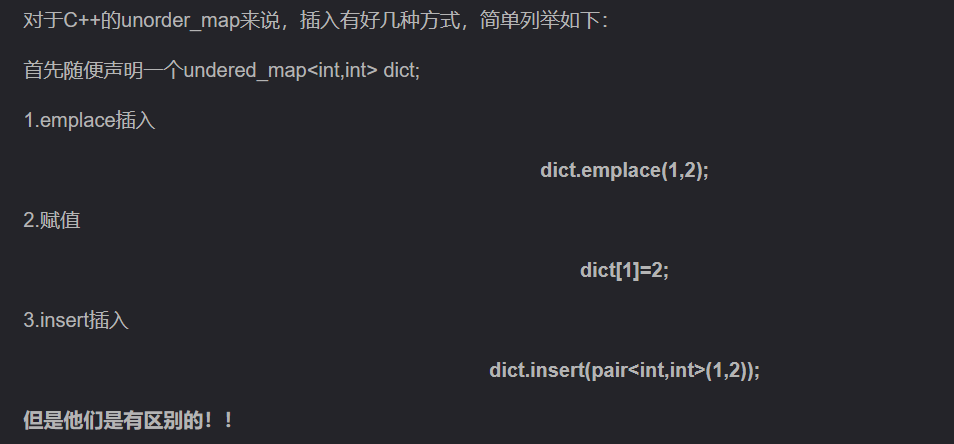 对于C++的unorder_map来说，插入有好几种方式，简单列举如下：
首先随便声明一个undered_map<int,int> dict;
1.emplace插入
dict.emplace(1,2);
2.赋值
dict[1]=2;
3.insert插入
dict.insert(pair<int,int>(1,2));
但是他们是有区别的！！